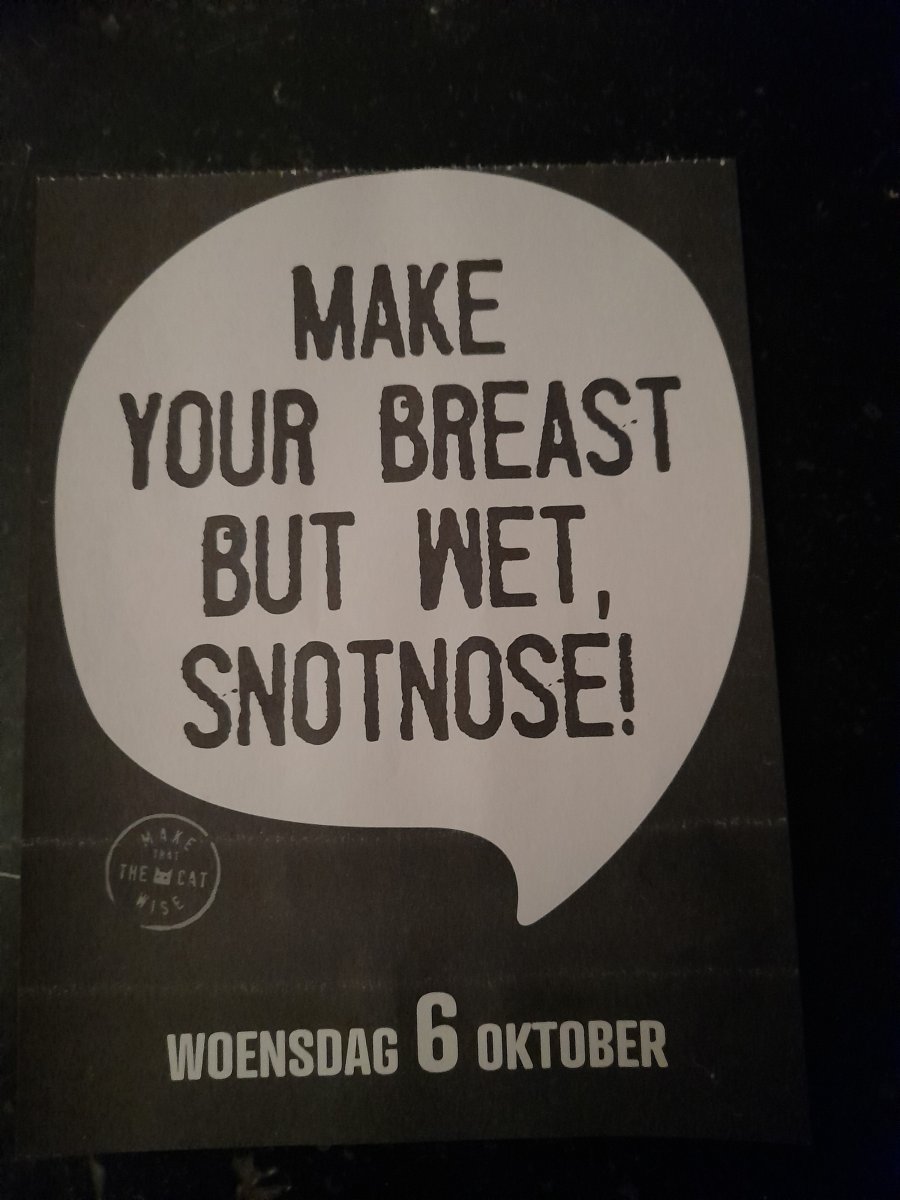 MAKE
YOUR BREAST
BUT WET,
SNOTNOSE!
MAKE
THAT
THE CAT
WISE
WOENSDAG 6 OKTOBER